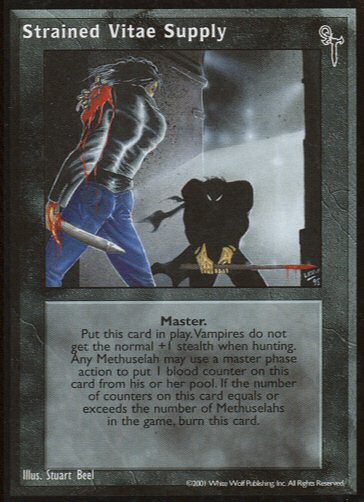 Strained Vitae Supply
Master.
Put this card in play. Vampires do not
get the normal +1 stealth when hunting.
Any Methuselah may use a master phase
action to put 1 blood counter on this
card from his or her pool. If the number
of counters on this card equals or
exceeds the number of Methuselahs
in the game, burn this card.
Illus. Stuart Beel
©2001 White Wolf Publishing, Inc. All Rights Reserved.